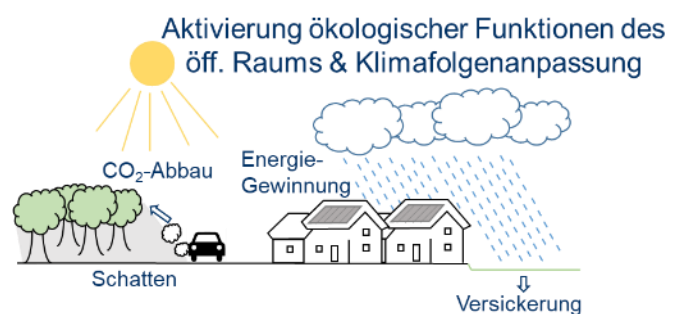 Aktivierung ökologischer Funktionen des
öff. Raums & Klimafolgenanpassung
CO₂-Abbau
Energie-
Gewinnung
Schatten
Versickerung